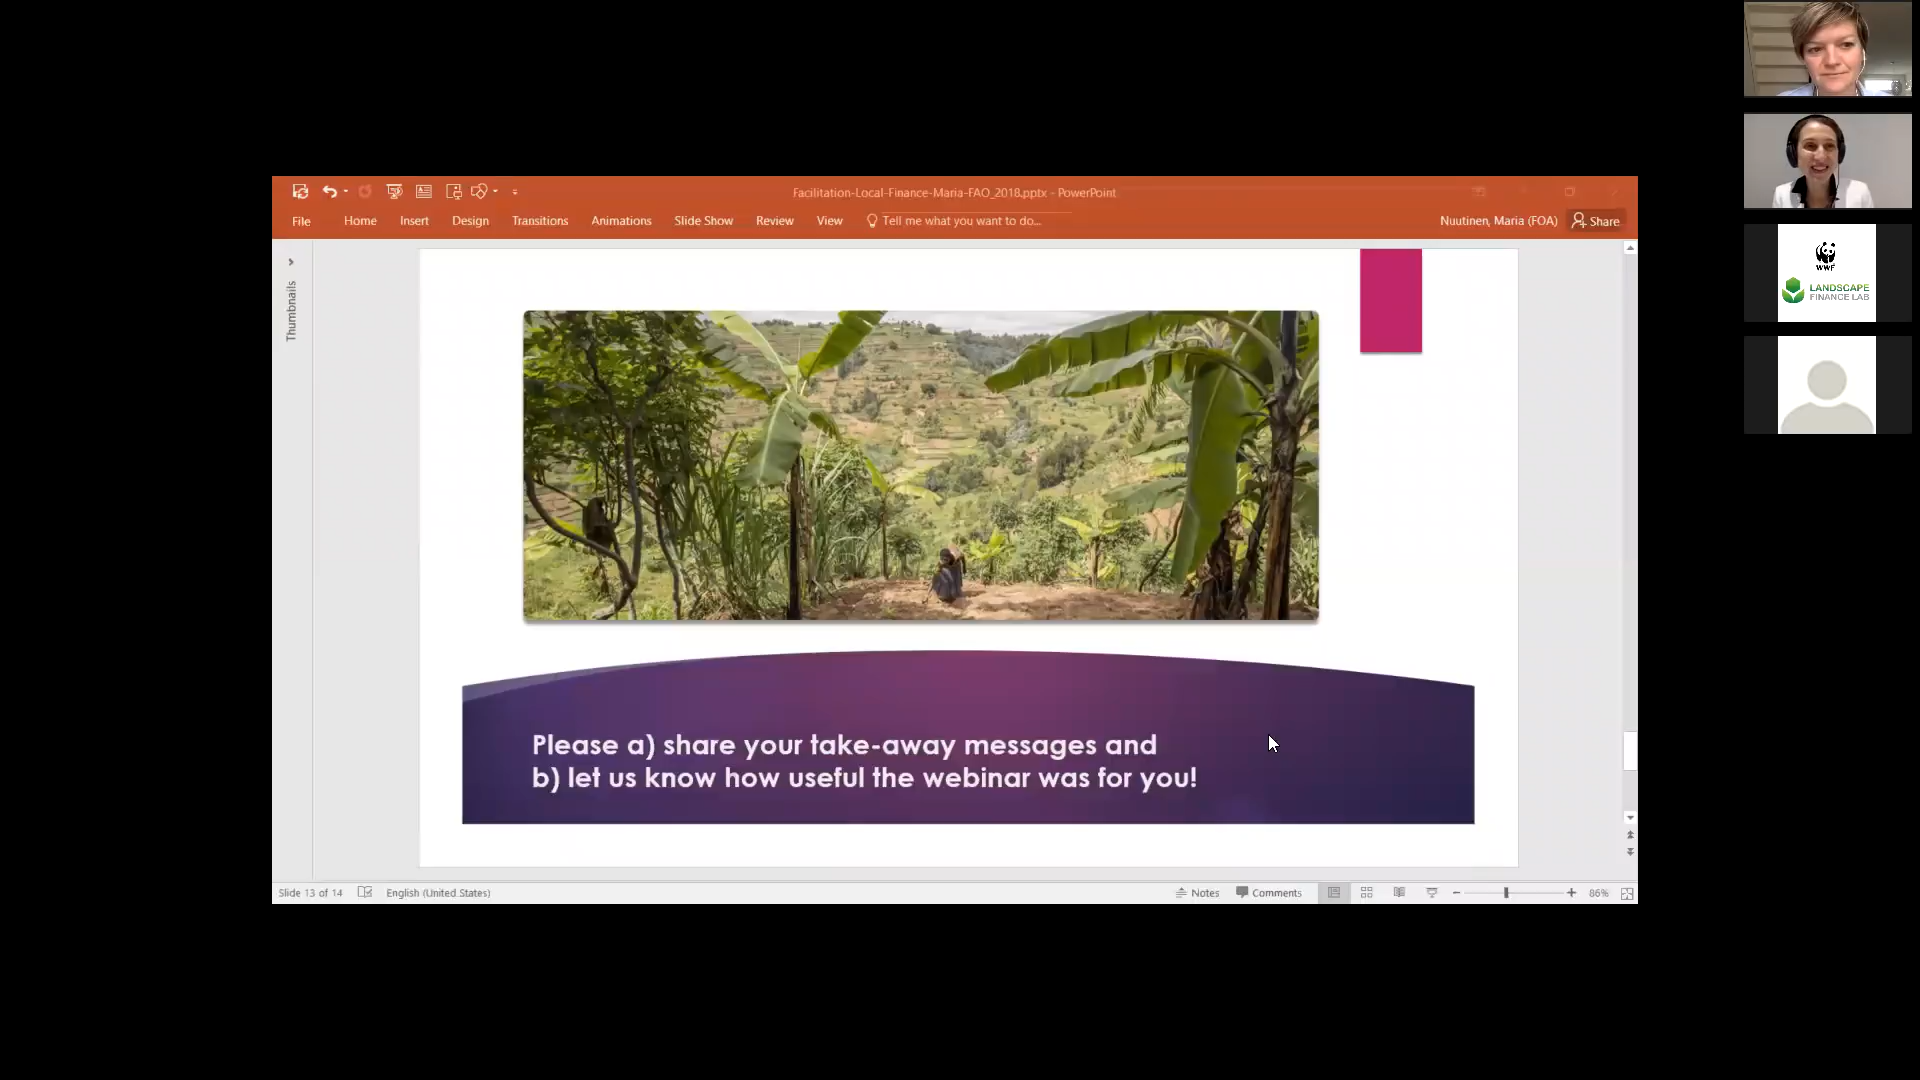 Facilitation-Local-Finance-Maria-FAO_2018.pptx - PowerPoint
File Home Insert Design Transitions Animations Slide Show Review View Tell me what you want to do... Nuutinen, Maria (FOA) Share
Thumbnails
Please a) share your take-away messages and
b) let us know how useful the webinar was for you!
Slide 13 of 14 English (United States) Notes Comments 86%
WWF
LANDSCAPE
FINANCE LAB